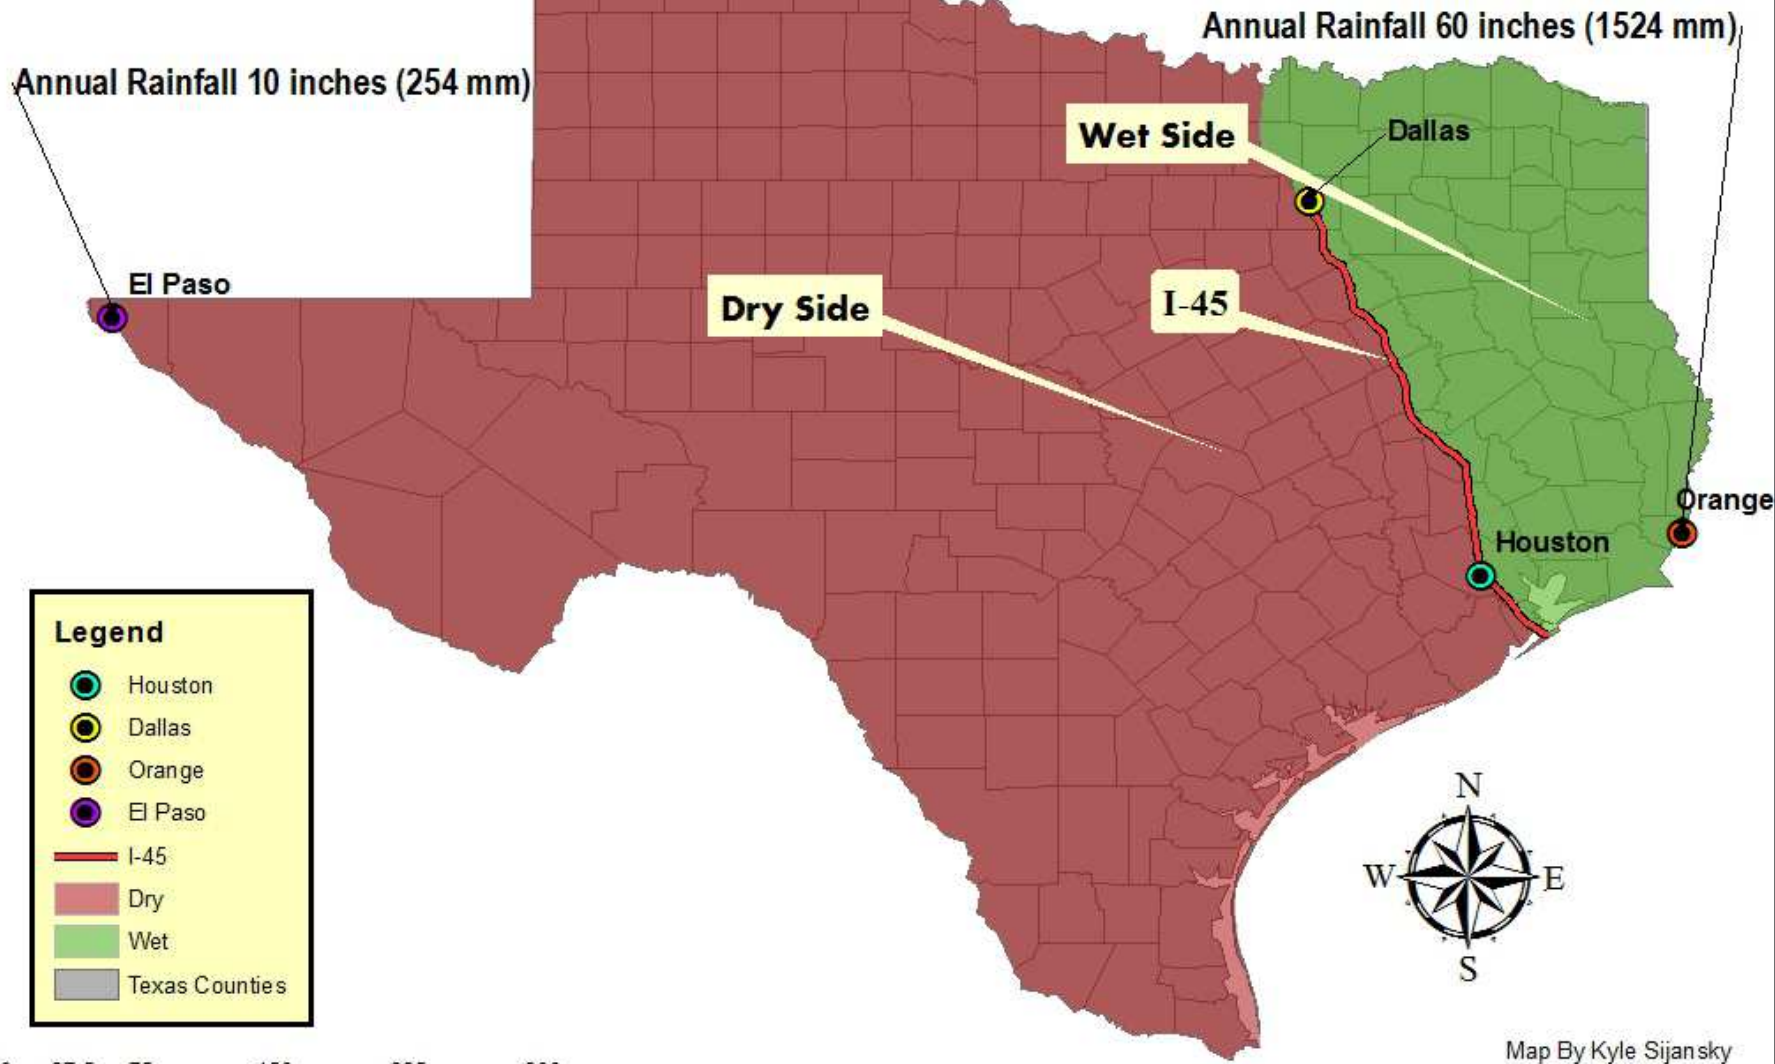 Annual Rainfall 60 inches (1524 mm)
Annual Rainfall 10 inches (254 mm)
Wet Side
Dallas
El Paso
Dry Side
I-45
Orange
Houston
Legend
Houston
Dallas
Orange
El Paso
I-45
Dry
Wet
Texas Counties
N
W
E
S
Map By Kyle Sijansky